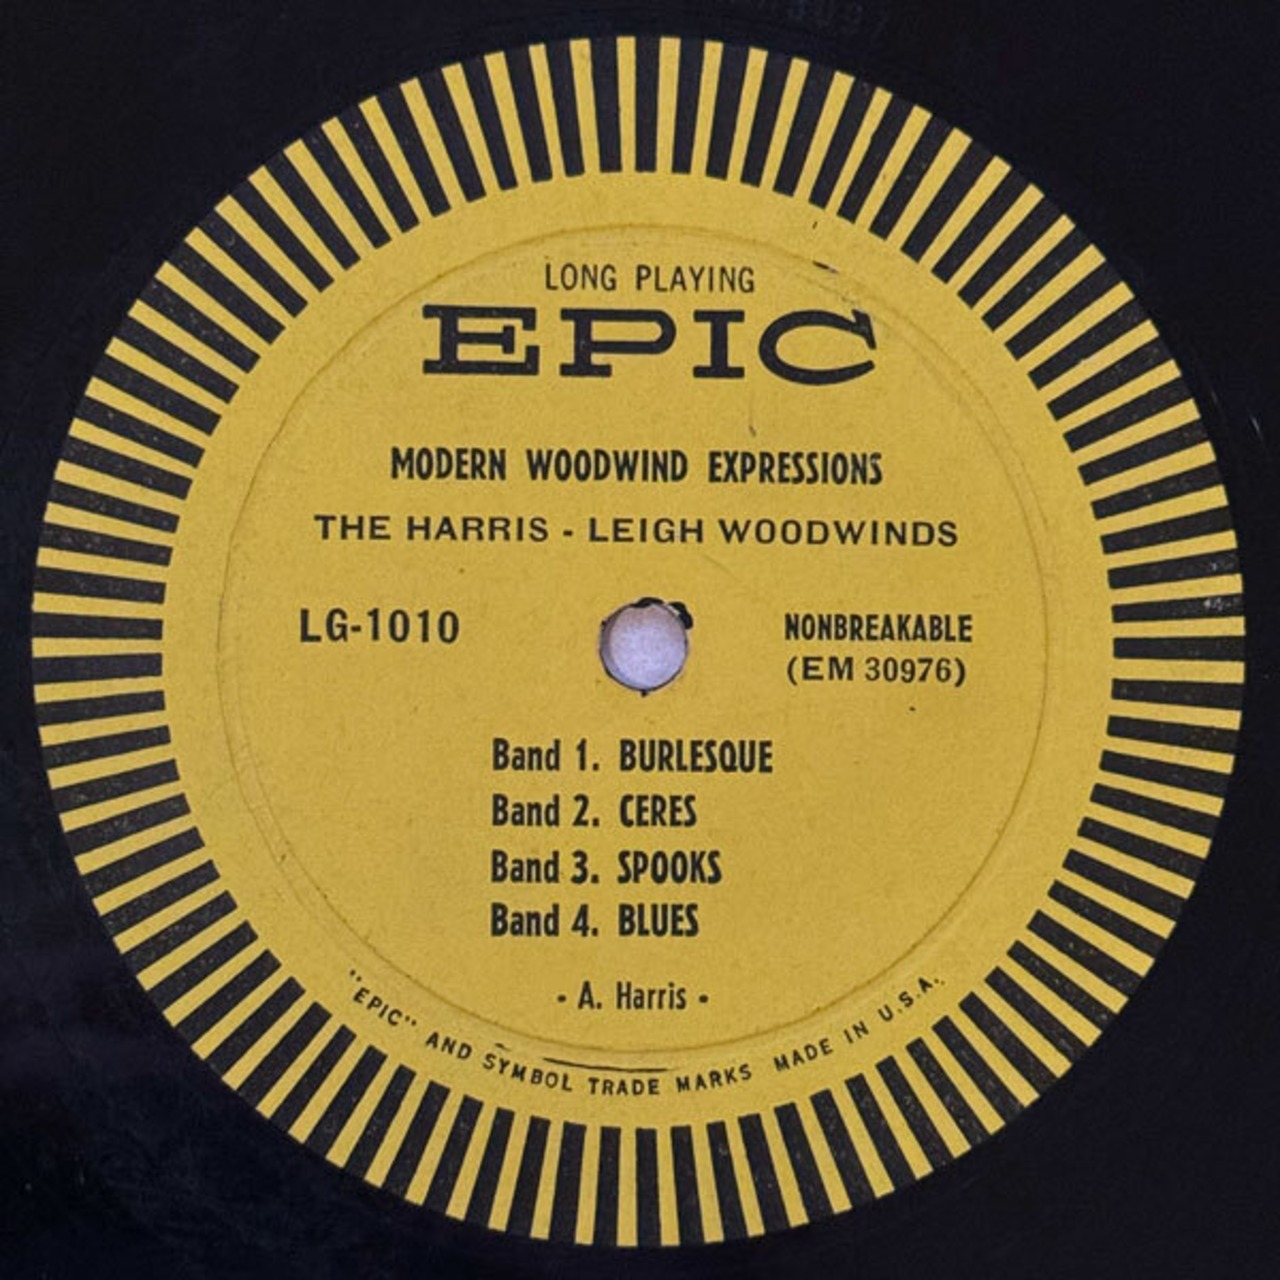 LONG PLAYING
EPIC
MODERN WOODWIND EXPRESSIONS
THE HARRIS - LEIGH WOODWINDS
LG-1010
NONBREAKABLE
(EM 30976)
Band 1. BURLESQUE
Band 2. CERES
Band 3. SPOOKS
Band 4. BLUES
- A. Harris -
"EPIC" AND SYMBOL TRADE MARKS MADE IN U.S.A.